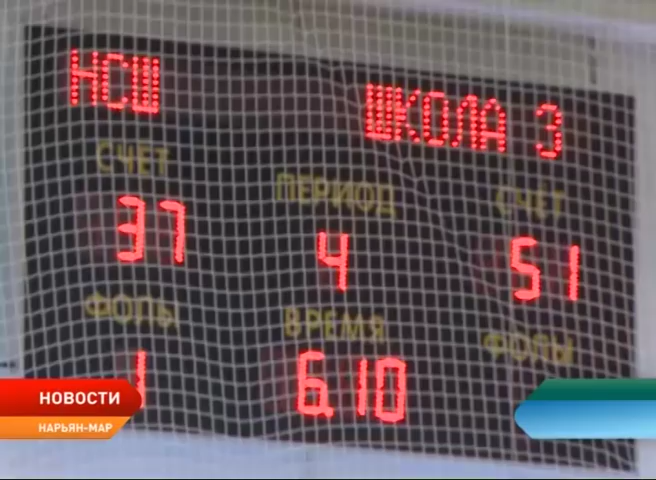 НСШ
ШКОЛА 3
СЧЕТ
ПЕРИОД
СЧЕТ
37
4
51
ФОЛЫ
ВРЕМЯ
ФОЛЫ
1
6.10
НОВОСТИ
НАРЬЯН-МАР